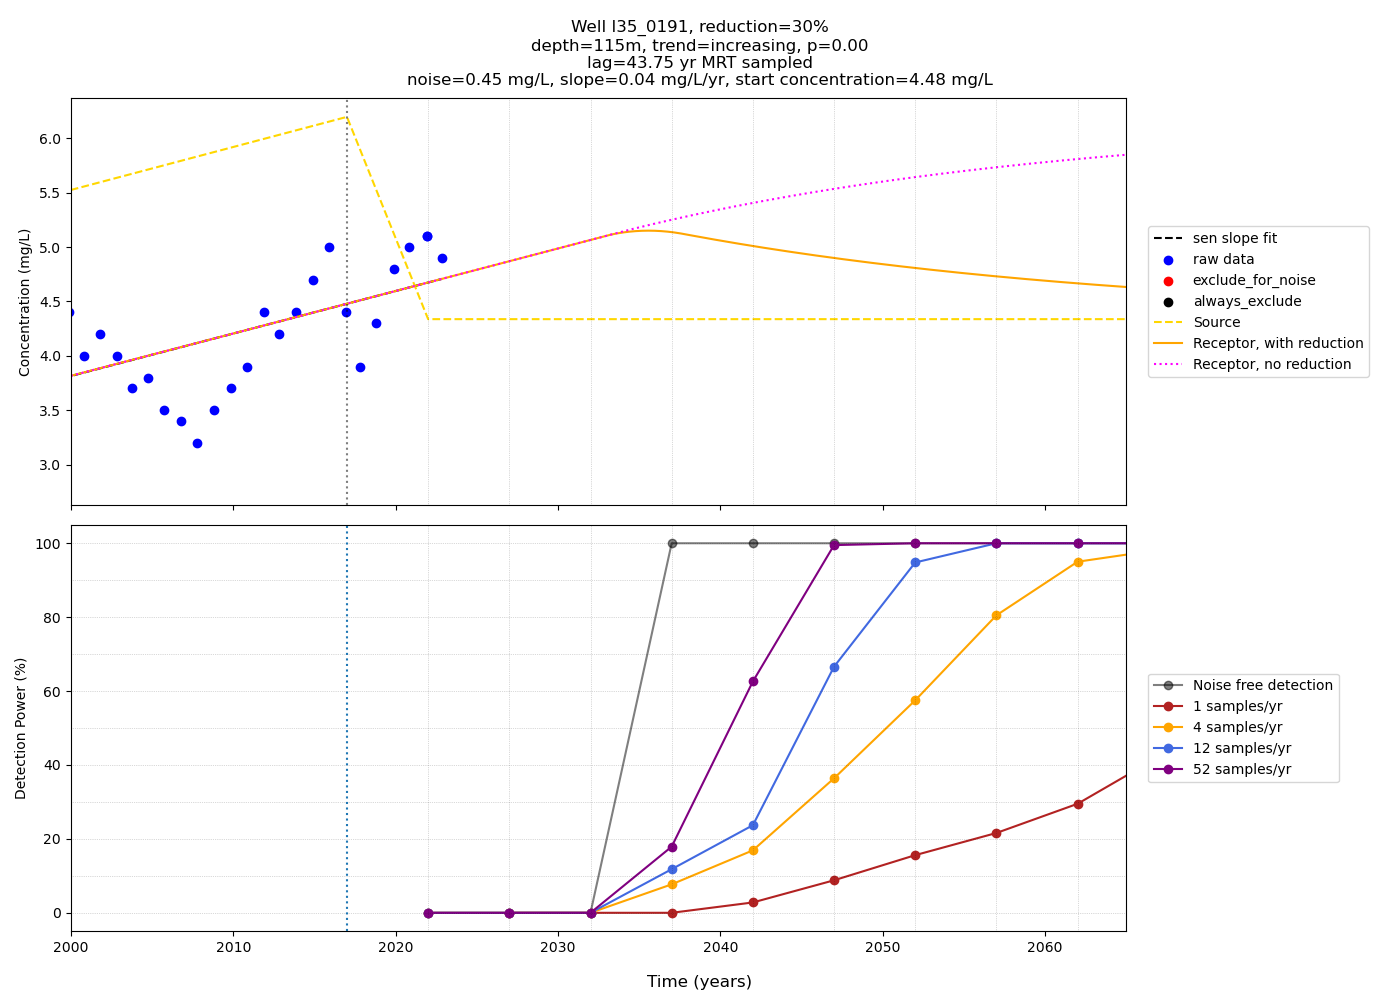 Well l35_0191, reduction=30%
depth=115m, trend=increasing, p=0.00
lag=43.75 yr MRT sampled
noise=0.45 mg/L, slope=0.04 mg/L/yr, start concentration=4.48 mg/L
Concentration (mg/L)
6.0
5.5
5.0
4.5
4.0
3.5
3.0
sen slope fit
raw data
exclude_for_noise
always_exclude
Source
Receptor, with reduction
Receptor, no reduction
Detection Power (%)
100
80
60
40
20
0
Noise free detection
1 samples/yr
4 samples/yr
12 samples/yr
52 samples/yr
2000 2010 2020 2030 2040 2050 2060
Time (years)